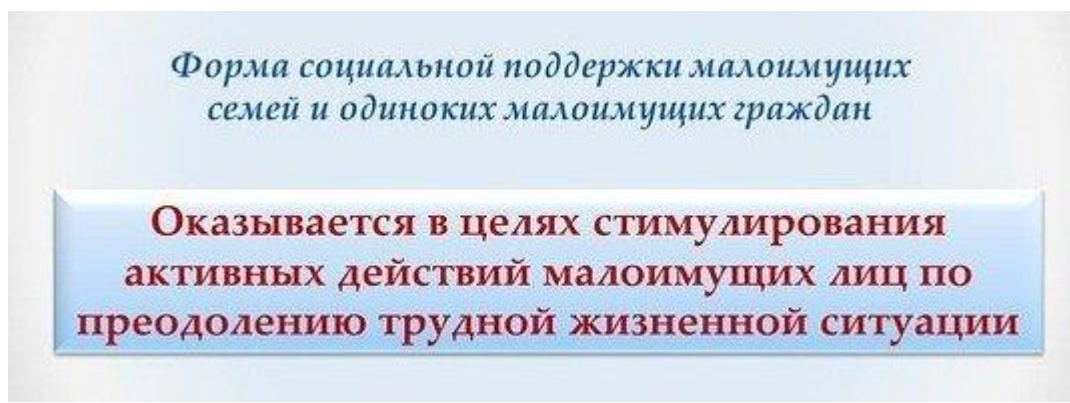 Форма социальной поддержки малоимущих
семей и одиноких малоимущих граждан
Оказывается в целях стимулирования
активных действий малоимущих лиц по
преодолению трудной жизненной ситуации